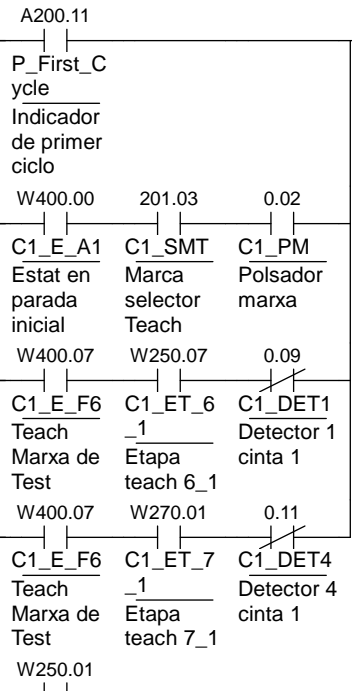 A200.11
P_First_C
ycle
Indicador
de primer
ciclo
W400.00 201.03 0.02
C1_E_A1 C1_SMT C1_PM
Estat en Marca Polsador
parada selector marxa
inicial Teach
W400.07 W250.07 0.09
C1_E_F6 C1_ET_6 C1_DET1
Teach _1 Detector 1
Marxa de Etapa cinta 1
Test teach 6_1
W400.07 W270.01 0.11
C1_E_F6 C1_ET_7 C1_DET4
Teach _1 Detector 4
Marxa de Etapa cinta 1
Test teach 7_1
W250.01